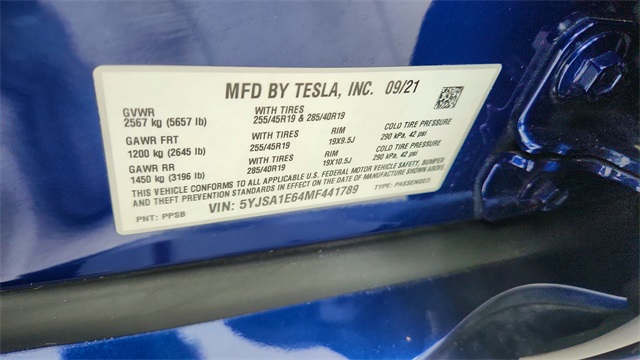 MFD BY TESLA, INC. 09/21
GVWR
2567 kg (5657 lb)
WITH TIRES
255/45R19 & 285/40R19
GAWR FRT
1200 kg (2645 lb)
WITH TIRES
255/45R19
RIM
19X9.5J
COLD TIRE PRESSURE
290 kPa, 42 psi
GAWR RR
1450 kg (3196 lb)
WITH TIRES
285/40R19
RIM
19X10.5J
COLD TIRE PRESSURE
290 kPa, 42 psi
THIS VEHICLE CONFORMS TO ALL APPLICABLE U.S. FEDERAL MOTOR VEHICLE SAFETY, BUMPER
AND THEFT PREVENTION STANDARDS IN EFFECT ON THE DATE OF MANUFACTURE SHOWN ABOVE.
PNT: PPSB
VIN: 5YJSA1E64MF441789
TYPE: PASSENGER